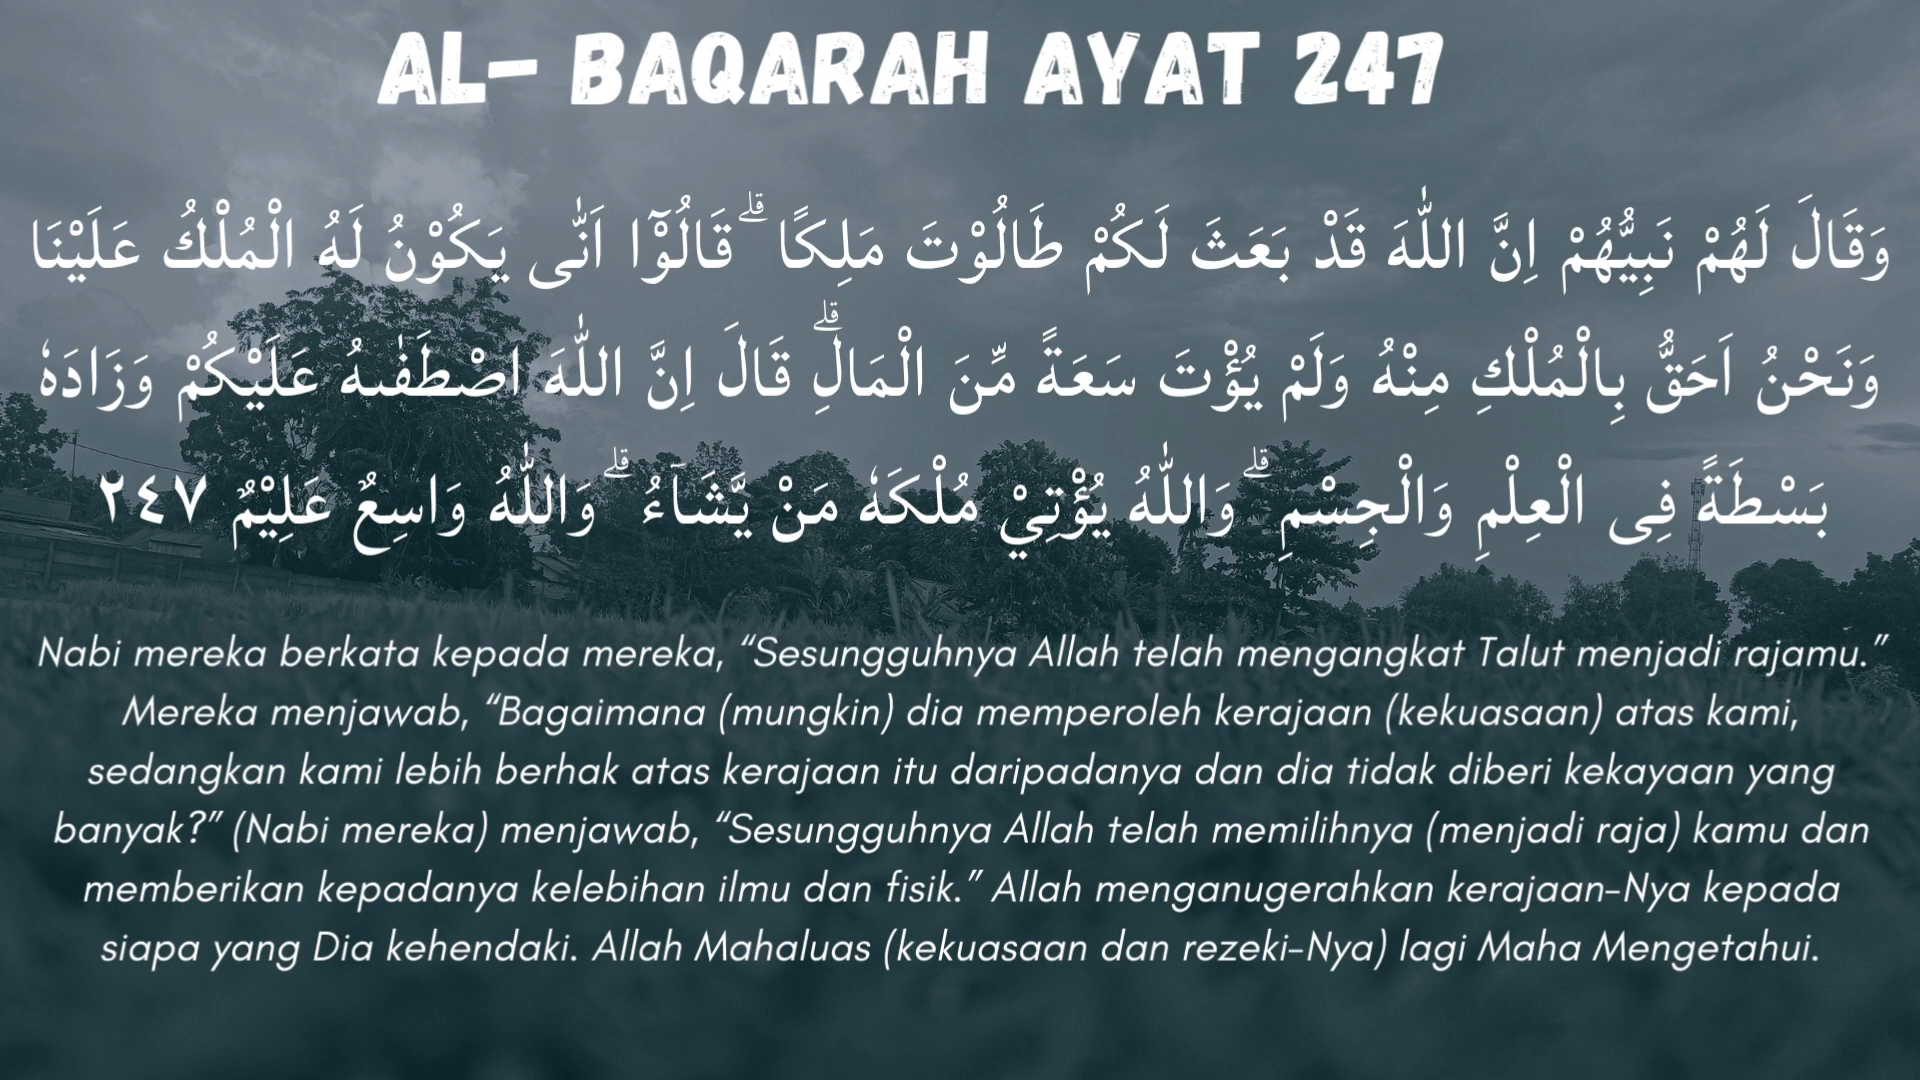 AL- BAQARAH AYAT 247
وَقَالَ لَهُمْ نَبِيُّهُمْ اِنَّ اللّٰهَ قَدْ بَعَثَ لَكُمْ طَالُوْتَ مَلِكًا ۗ قَالُوْٓا اَنّٰى يَكُوْنُ لَهُ الْمُلْكُ عَلَيْنَا
وَنَحْنُ اَحَقُّ بِالْمُلْكِ مِنْهُ وَلَمْ يُؤْتَ سَعَةً مِّنَ الْمَالِۗ قَالَ اِنَّ اللّٰهَ اصْطَفٰىهُ عَلَيْكُمْ وَزَادَهٗ
بَسْطَةً فِى الْعِلْمِ وَالْجِسْمِ ۗ وَاللّٰهُ يُؤْتِيْ مُلْكَهٗ مَنْ يَّشَاۤءُ ۗ وَاللّٰهُ وَاسِعٌ عَلِيْمٌ ٢٤٧
Nabi mereka berkata kepada mereka, “Sesungguhnya Allah telah mengangkat Talut menjadi rajamu.”
Mereka menjawab, “Bagaimana (mungkin) dia memperoleh kerajaan (kekuasaan) atas kami,
sedangkan kami lebih berhak atas kerajaan itu daripadanya dan dia tidak diberi kekayaan yang
banyak?” (Nabi mereka) menjawab, “Sesungguhnya Allah telah memilihnya (menjadi raja) kamu dan
memberikan kepadanya kelebihan ilmu dan fisik.” Allah menganugerahkan kerajaan-Nya kepada
siapa yang Dia kehendaki. Allah Mahaluas (kekuasaan dan rezeki-Nya) lagi Maha Mengetahui.